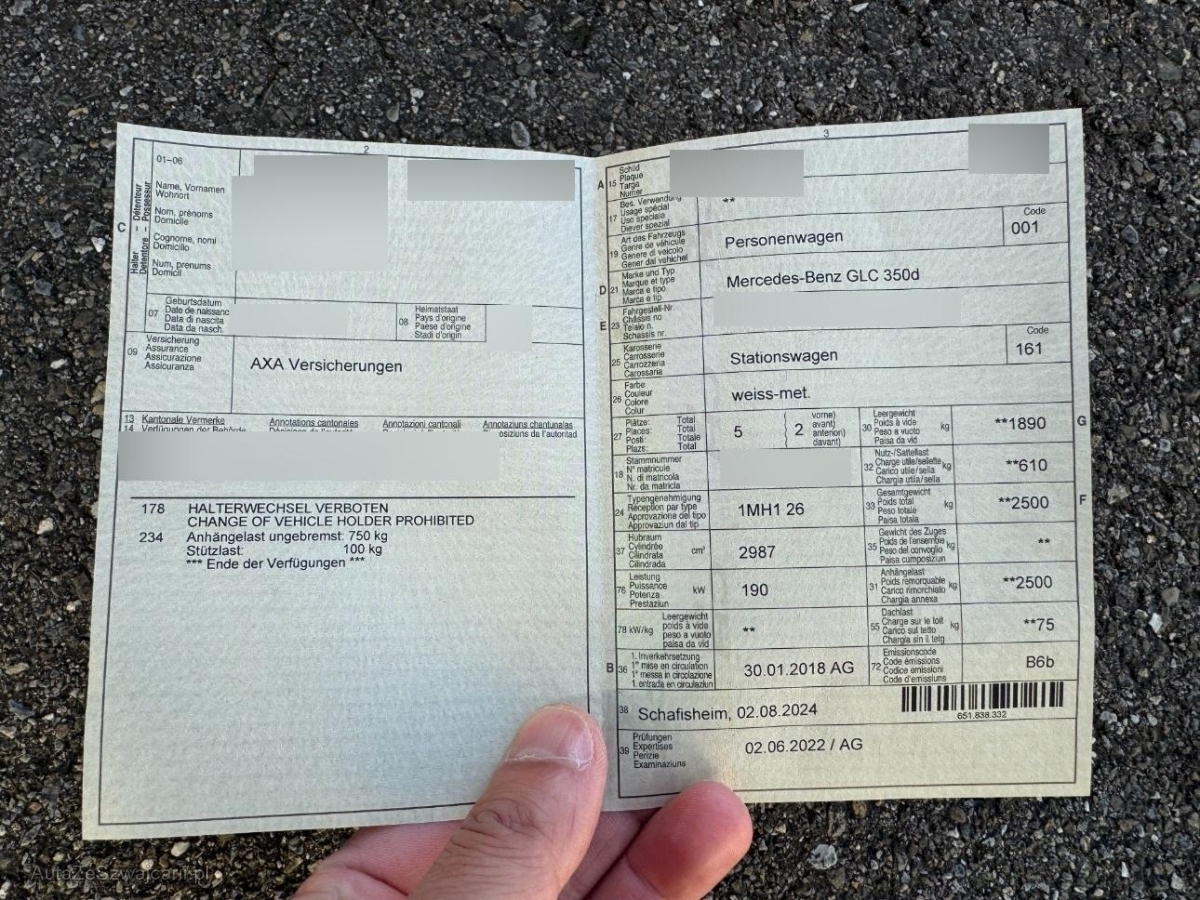 2
01–06
Name, Vornamen
Wohnort
Nom, prénoms
Domicile
Cognome, nomi
Domicilio
Num, prenums
Domicil
C
Halter – Détenteur
Detentore – Possessur
07
Geburtsdatum
Date de naissanc
Data di nascita
Data da nasch.
08
Heimatstaat
Pays d'origine
Paese d'origine
Stadi d'origin
09
Versicherung
Assurance
Assicurazione
Assicuranza
AXA Versicherungen
13 Kantonale Vermerke Annotations cantonales Annotazioni cantonali Annotaziuns chantunalas
14 Verfügungen der Behörde
osiziuns da l'autoritad
178 HALTERWECHSEL VERBOTEN
CHANGE OF VEHICLE HOLDER PROHIBITED
234 Anhängelast ungebremst: 750 kg
Stützlast: 100 kg
*** Ende der Verfügungen ***
3
A 15
Schild
Plaque
Targa
Numer
17
Bes. Verwendung
Usage spécial
Uso speciale
Diever spezial
**
19
Art des Fahrzeugs
Genre de véhicule
Genere di veicolo
Gener dal vehichel
Personenwagen
Code
001
D 21
Marke und Typ
Marque et type
Marca e tipo
Marca e tip
Mercedes-Benz GLC 350d
E 23
Fahrgestell-Nr.
Châssis no
Telaio n.
Schassis nr.
25
Karosserie
Carrosserie
Carrozzeria
Carossaria
Stationswagen
Code
161
26
Farbe
Couleur
Colore
Colur
weiss-met.
27
Plätze: Total
Places: Total
Posti: Totale
Plazs: Total
5
2
vorne)
avant)
anteriori)
davant)
30
Leergewicht
Poids à vide
Peso a vuoto
Paisa da vid
kg
**1890
G
18
Stammnummer
N° matricule
N. di matricola
Nr. da matricla
32
Nutz-/Sattellast
Charge utile/sellette
Carico utile/sella
Chargia utila/sella
kg
**610
24
Typengenehmigung
Réception par type
Approvazione del tipo
Approvaziun dal tip
1MH1 26
33
Gesamtgewicht
Poids total
Peso totale
Paisa totala
kg
**2500
F
37
Hubraum
Cylindrée
Cilindrata
Cilindrada
cm³
2987
35
Gewicht des Zuges
Poids de l'ensemble
Peso del convoglio
Paisa cumposiziun
kg
**
76
Leistung
Puissance
Potenza
Prestaziun
kW
190
31
Anhängelast
Poids remorquable
Carico rimorchiato
Chargia annexa
kg
**2500
78 kW/kg
Leergewicht
poids à vide
peso a vuoto
paisa da vid
**
55
Dachlast
Charge sur le toit
Carico sul tetto
Chargia sin il tetg
kg
**75
B 36
1. Inverkehrsetzung
1re mise en circulation
1a messa in circolazione
1. entrada en circulaziun
30.01.2018 AG
72
Emissionscode
Code émissions
Codice emissioni
Code d'emissiuns
B6b
38
Schafisheim, 02.08.2024
651.838.332
39
Prüfungen
Expertises
Perizie
Examinaziuns
02.06.2022 / AG
AutaZeSzwajcarii.pl